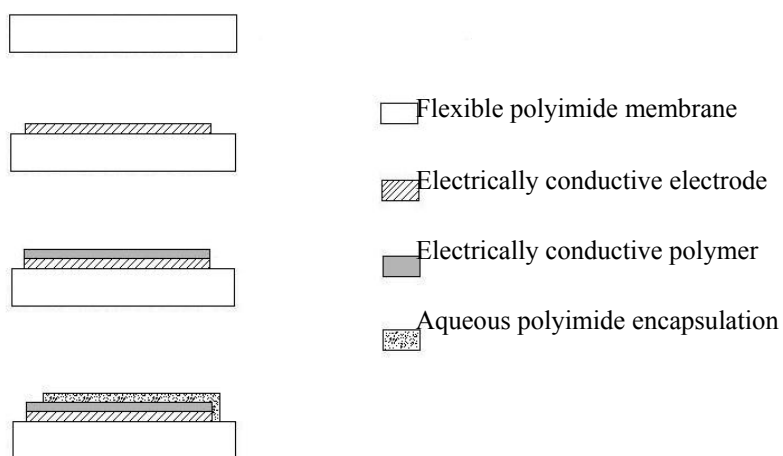 Flexible polyimide membrane
Electrically conductive electrode
Electrically conductive polymer
Aqueous polyimide encapsulation